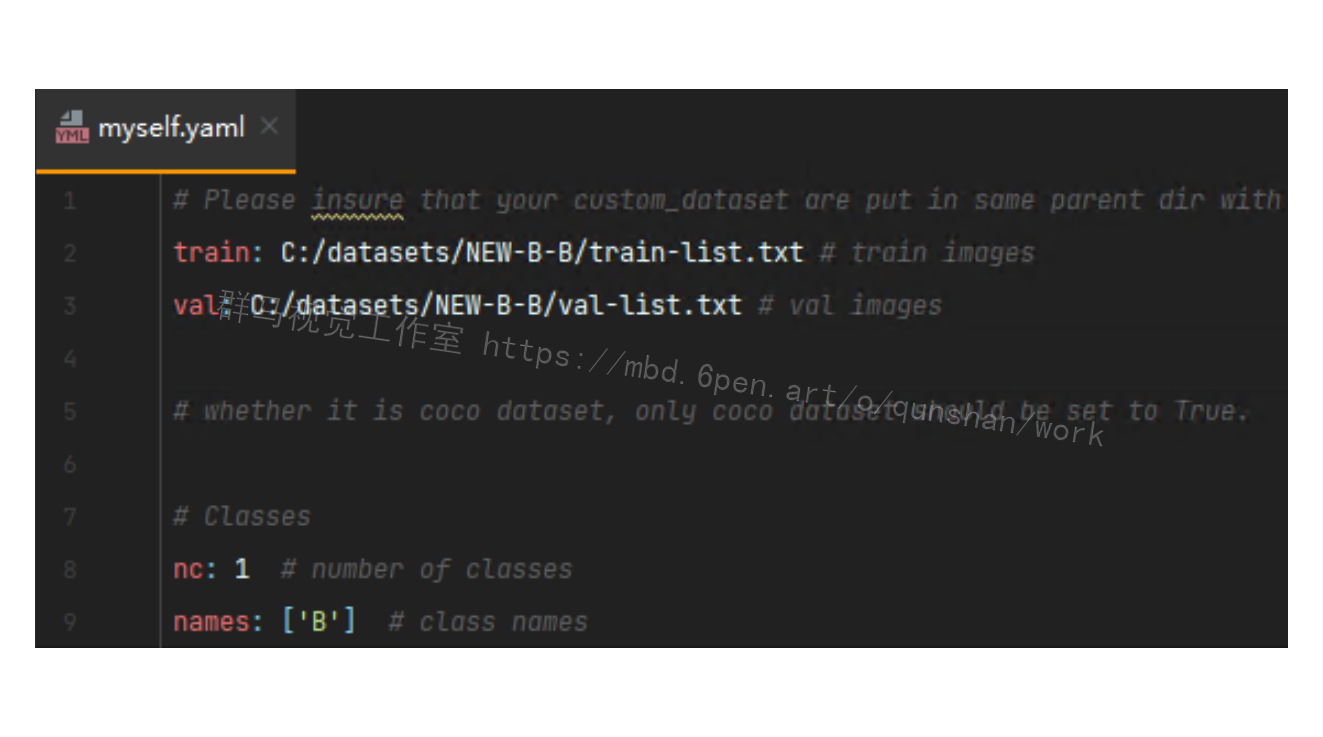 YML myself.yaml ×
1 # Please insure that your custom_dataset are put in same parent dir with
2 train: C:/datasets/NEW-B-B/train-list.txt # train images
3 val: C:/datasets/NEW-B-B/val-list.txt # val images
群马视觉工作室 https://mbd.6pen.art/o/qunshan/work
4
5 # whether it is coco dataset, only coco dataset should be set to True.
6
7 # Classes
8 nc: 1 # number of classes
9 names: ['B'] # class names